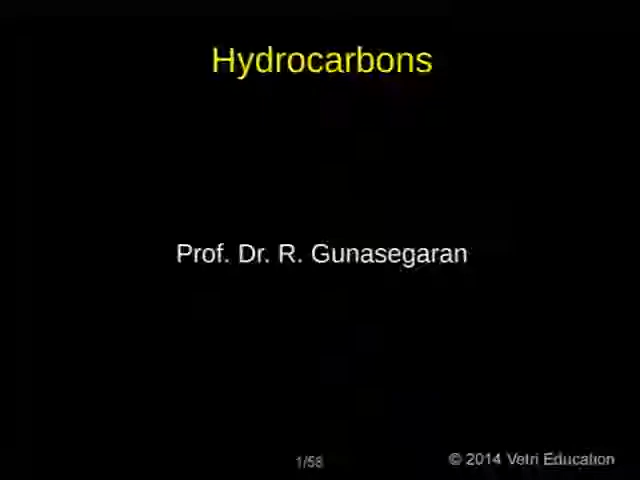 Hydrocarbons
Prof. Dr. R. Gunasegaran
1/58
© 2014 Vetri Education